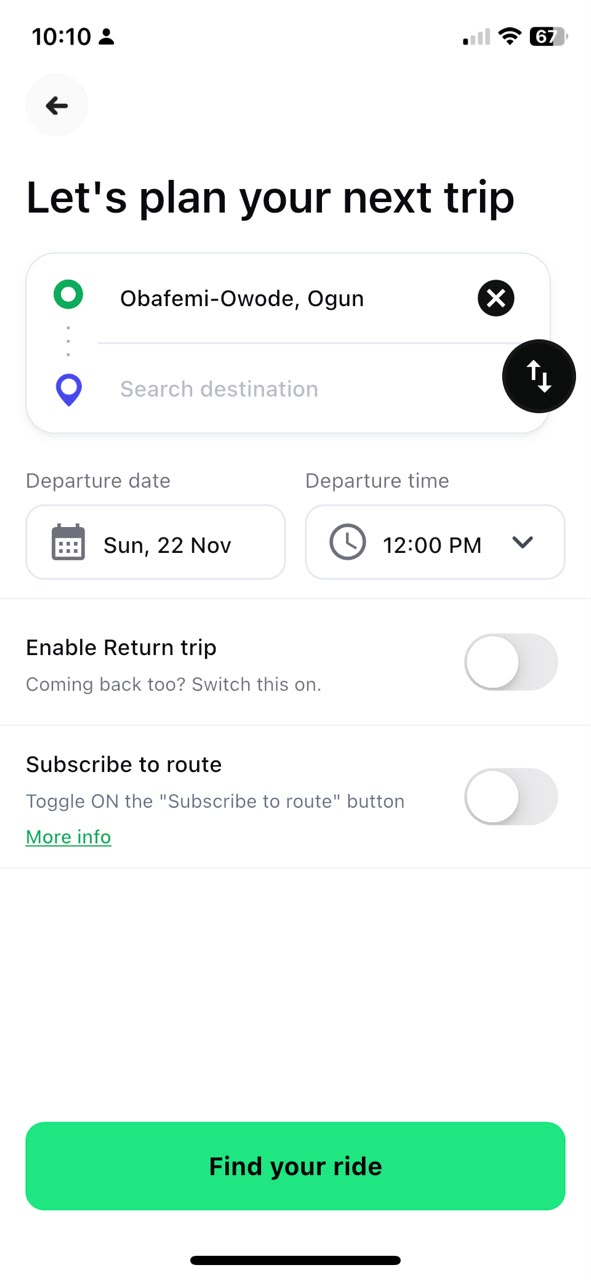 10:10
67
Let's plan your next trip
Obafemi-Owode, Ogun
Search destination
Departure date
Departure time
Sun, 22 Nov
12:00 PM
Enable Return trip
Coming back too? Switch this on.
Subscribe to route
Toggle ON the "Subscribe to route" button
More info
Find your ride